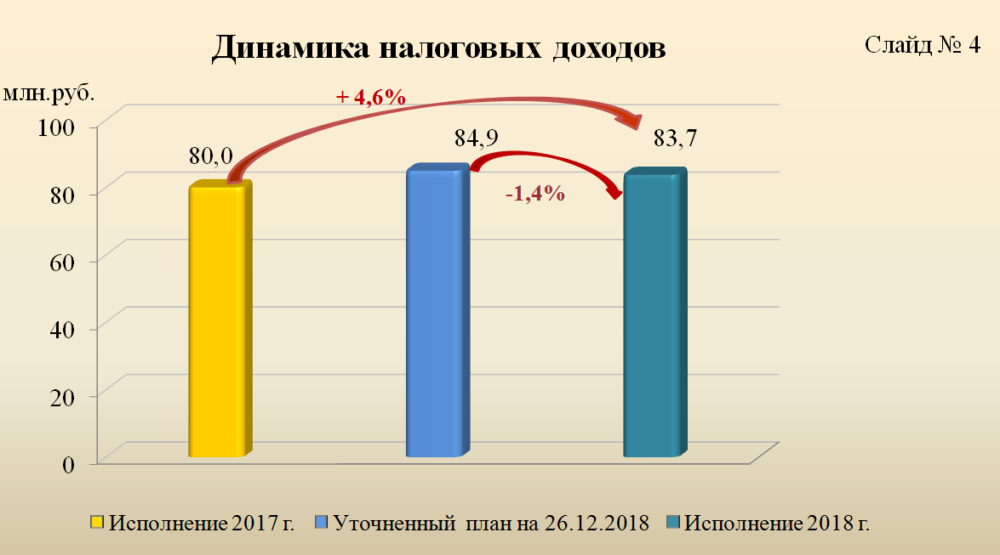 Динамика налоговых доходов
Слайд № 4
млн.руб.
+ 4,6%
100
80
60
40
20
0
80,0
84,9
83,7
-1,4%
Исполнение 2017 г.
Уточненный план на 26.12.2018
Исполнение 2018 г.